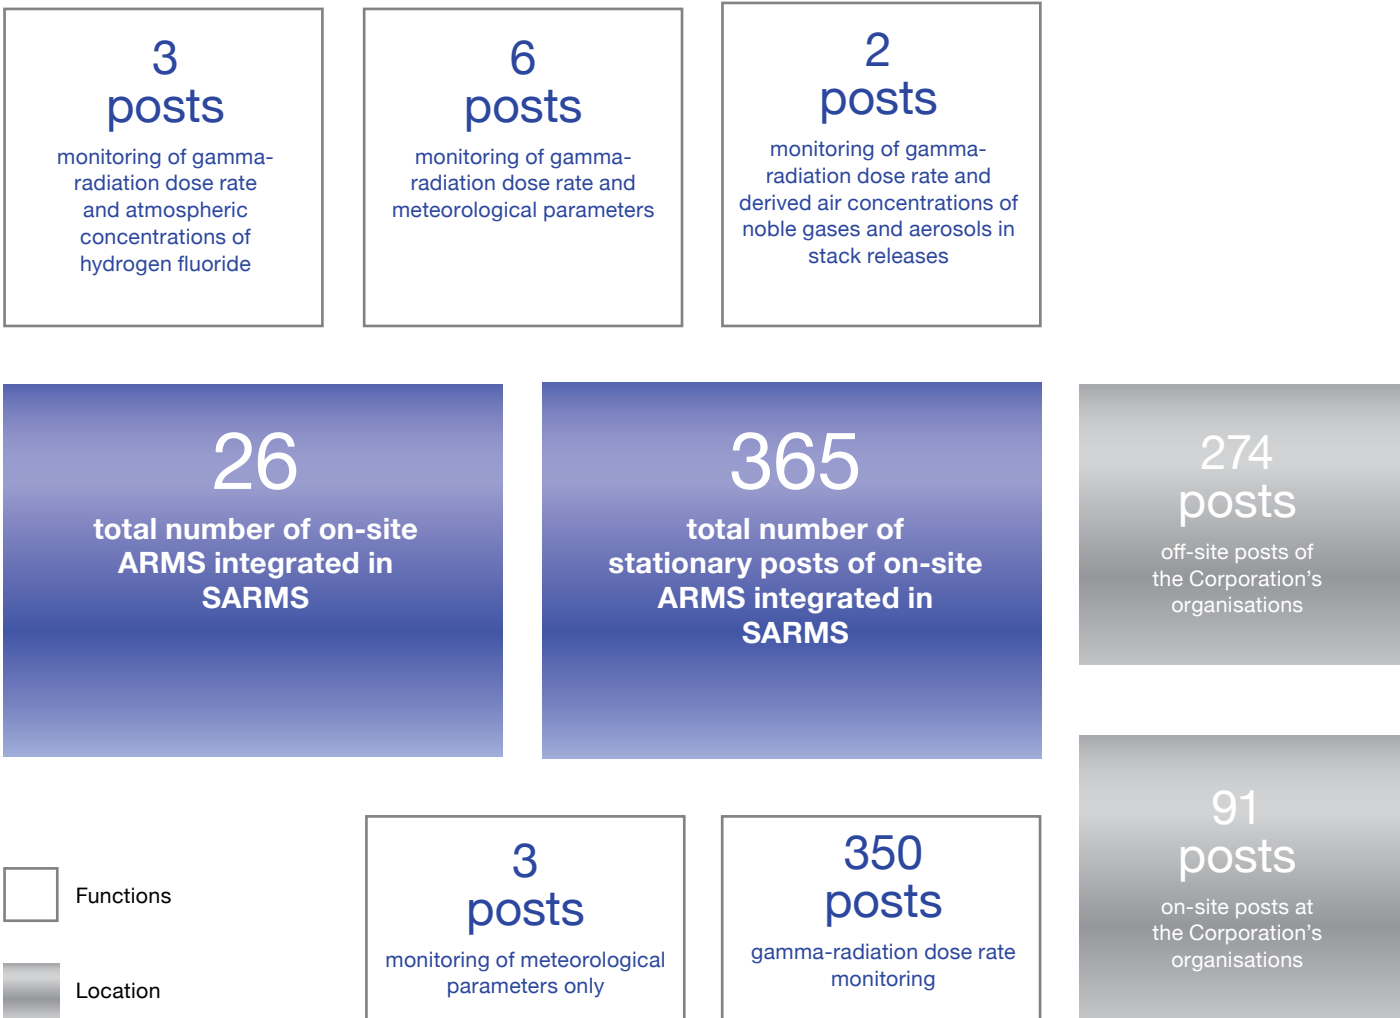 3
posts
monitoring of gamma-
radiation dose rate
and atmospheric
concentrations of
hydrogen fluoride
6
posts
monitoring of gamma-
radiation dose rate and
meteorological parameters
2
posts
monitoring of gamma-
radiation dose rate and
derived air concentrations of
noble gases and aerosols in
stack releases
26
total number of on-site
ARMS integrated in
SARMS
365
total number of
stationary posts of on-site
ARMS integrated in
SARMS
274
posts
off-site posts of
the Corporation's
organisations
91
posts
on-site posts at
the Corporation's
organisations
3
posts
monitoring of meteorological
parameters only
350
posts
gamma-radiation dose rate
monitoring
Functions
Location